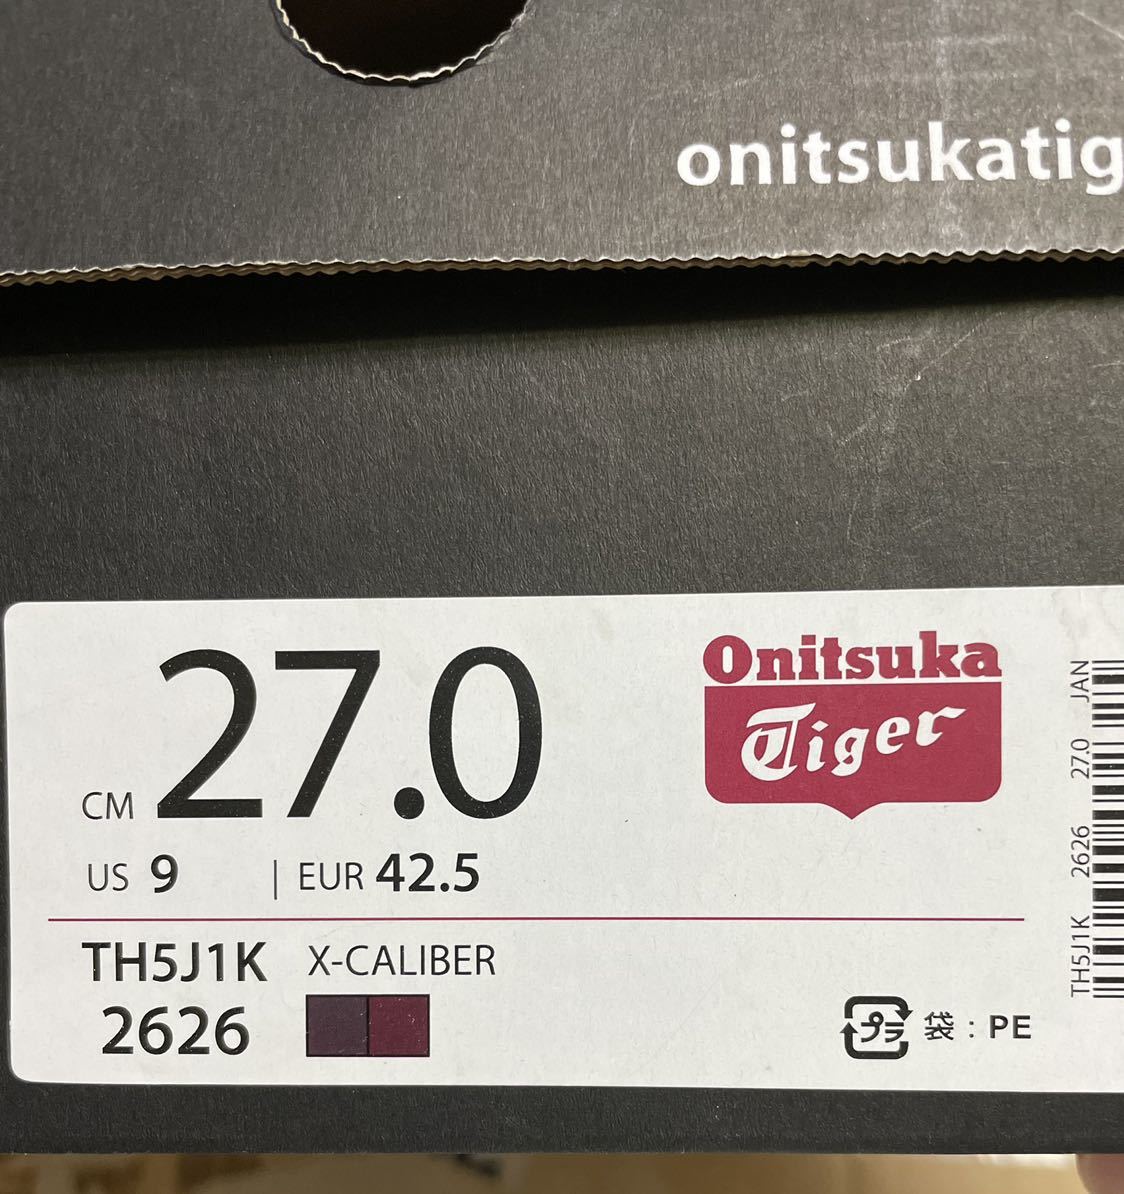 onitsukatig
CM 27.0
Onitsuka
Tiger
US 9 | EUR 42.5
TH5J1K X-CALIBER
2626
プラ 袋 : PE
TH5J1K 2626 27.0 JAN